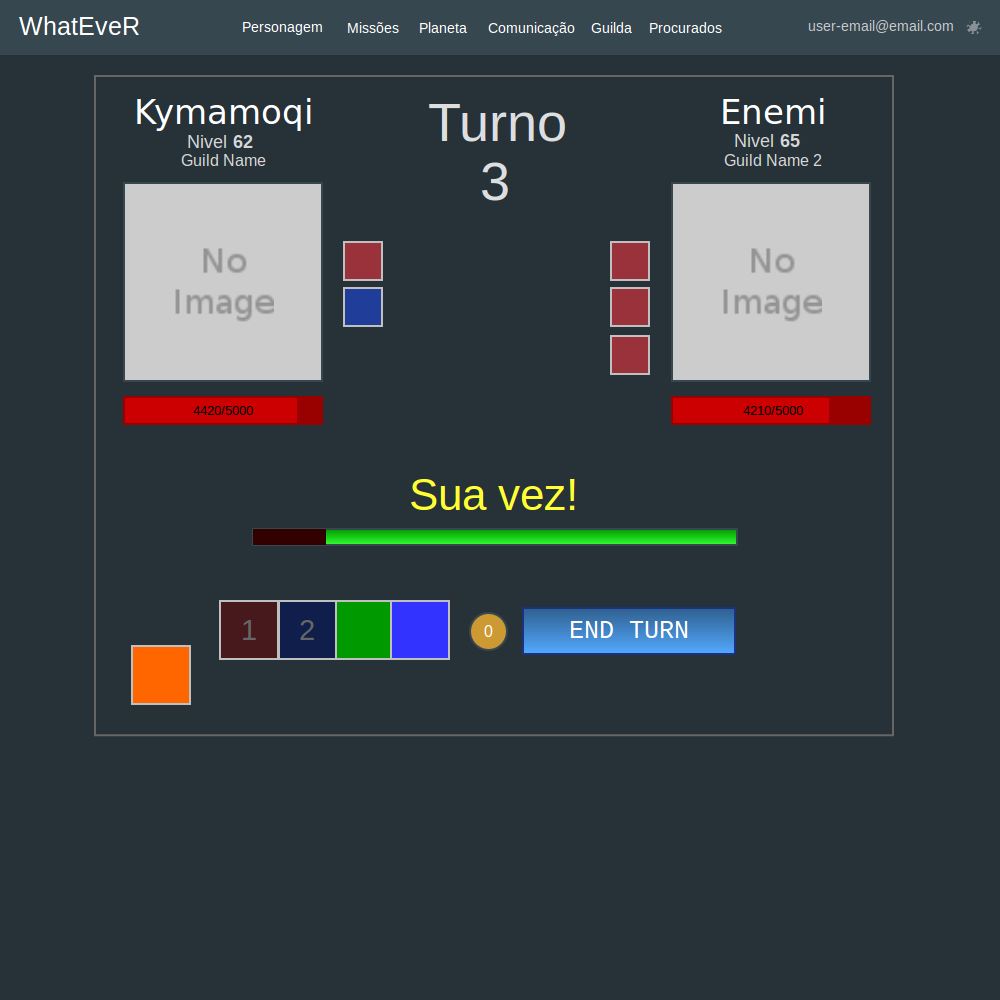 WhatEveR
Personagem Missões Planeta Comunicação Guilda Procurados
user-email@email.com
Kymamoqi
Nivel 62
Guild Name
No
Image
4420/5000
Turno
3
Enemi
Nivel 65
Guild Name 2
No
Image
4210/5000
Sua vez!
1 2
0
END TURN